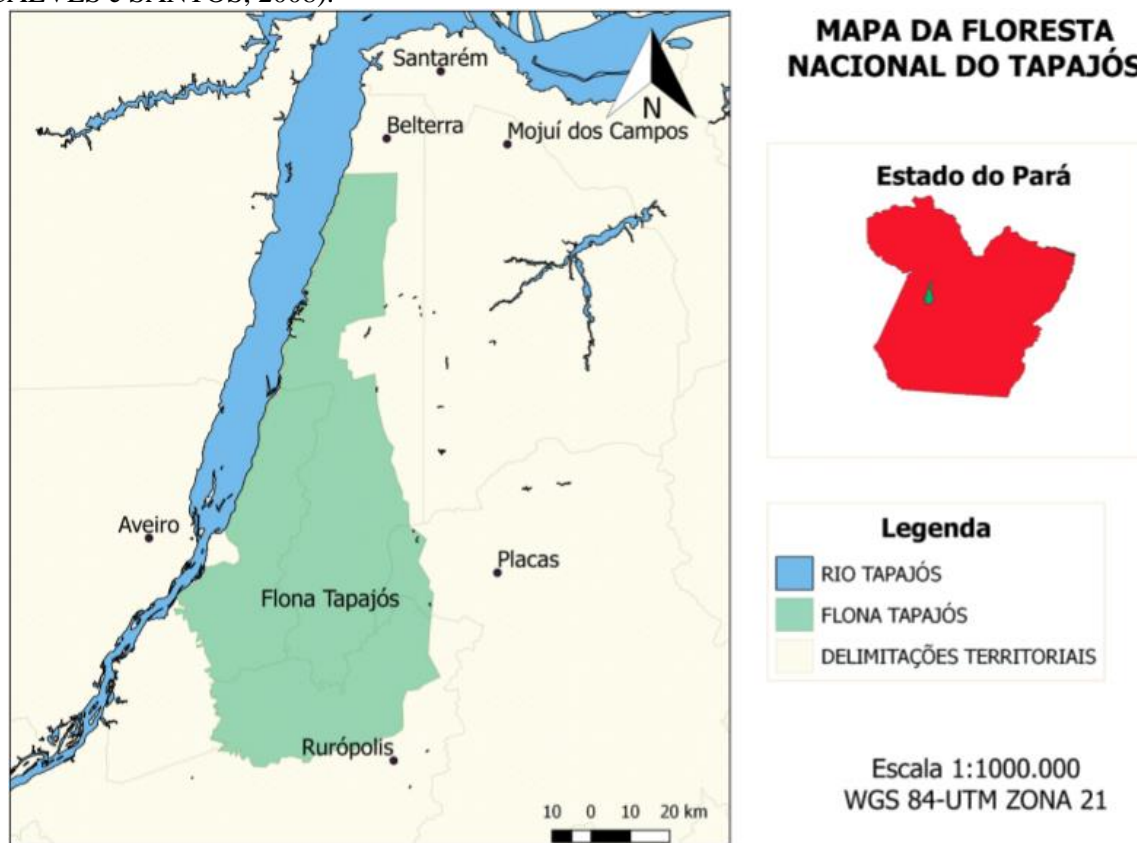 SANTOS, 2008).
MAPA DA FLORESTA
NACIONAL DO TAPAJÓS
Santarém
N
Belterra
Mojuí dos Campos
Estado do Pará
Aveiro
Placas
Flona Tapajós
Rurópolis
10 0 10 20 km
Legenda
RIO TAPAJÓS
FLONA TAPAJÓS
DELIMITAÇÕES TERRITORIAIS
Escala 1:1000.000
WGS 84-UTM ZONA 21